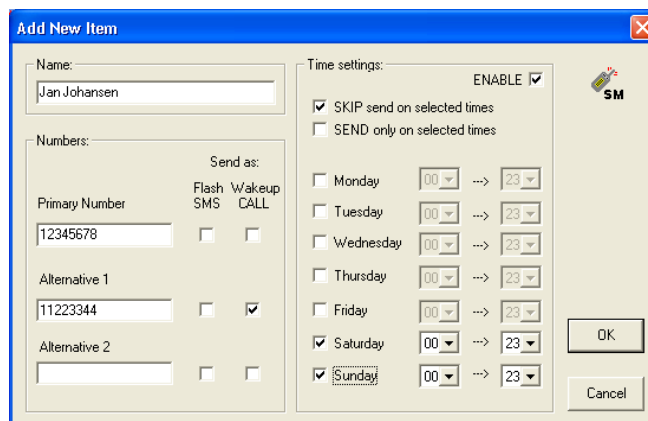 Add New Item
Name:
Jan Johansen
Numbers:
Send as:
Primary Number
Flash SMS
Wakeup CALL
12345678
Alternative 1
11223344
Alternative 2
Time settings:
ENABLE
SKIP send on selected times
SEND only on selected times
Monday 00 ---> 23
Tuesday 00 ---> 23
Wednesday 00 ---> 23
Thursday 00 ---> 23
Friday 00 ---> 23
Saturday 00 ---> 23
Sunday 00 ---> 23
SM
OK
Cancel